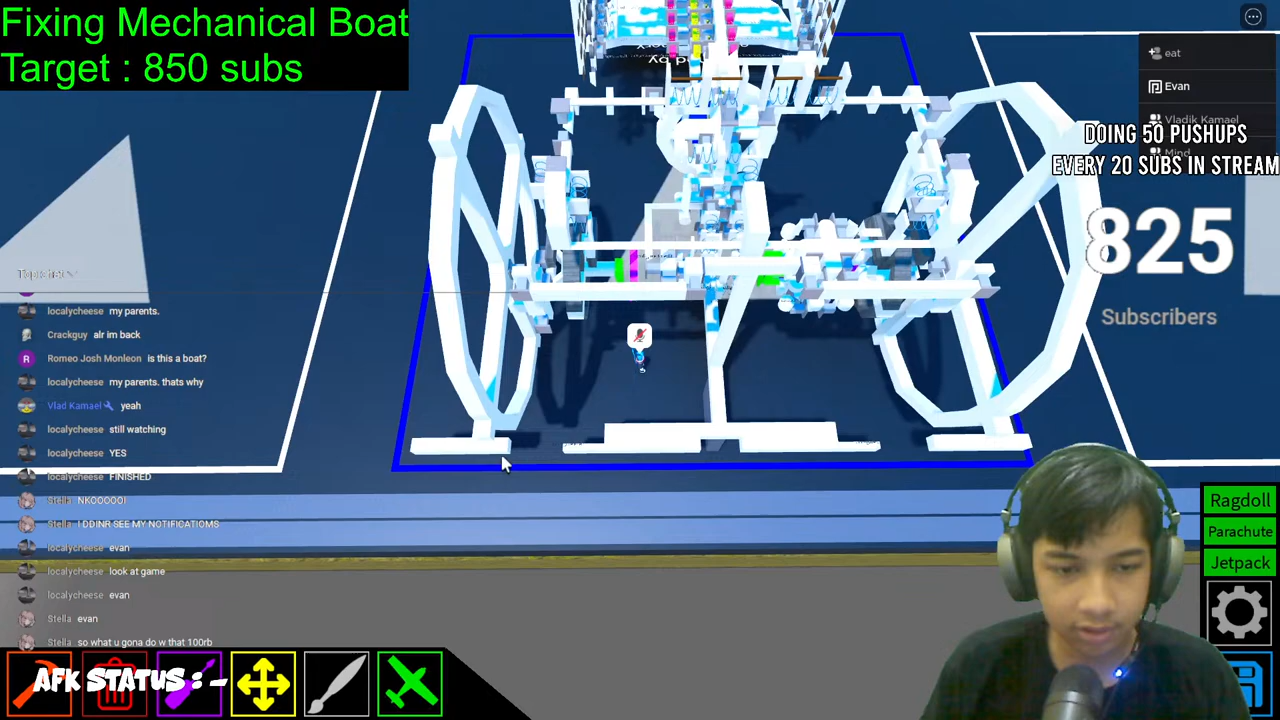 Fixing Mechanical Boat
Target : 850 subs
eat
Evan
Vladik Kamael
Mind
DOING 50 PUSHUPS
EVERY 20 SUBS IN STREAM
825
Subscribers
localycheese my parents.
Crackguy alr im back
R Romeo Josh Monleon is this a boat?
localycheese my parents. thats why
Vlad Kamael yeah
localycheese still watching
localycheese YES
localycheese FINISHED
Stella NKOOOOO!
Stella I DDINR SEE MY NOTIFICATIOMS
localycheese evan
localycheese look at game
localycheese evan
Stella evan
Stella so what u gona do w that 100rb
Ragdoll
Parachute
Jetpack
AFK STATUS : -